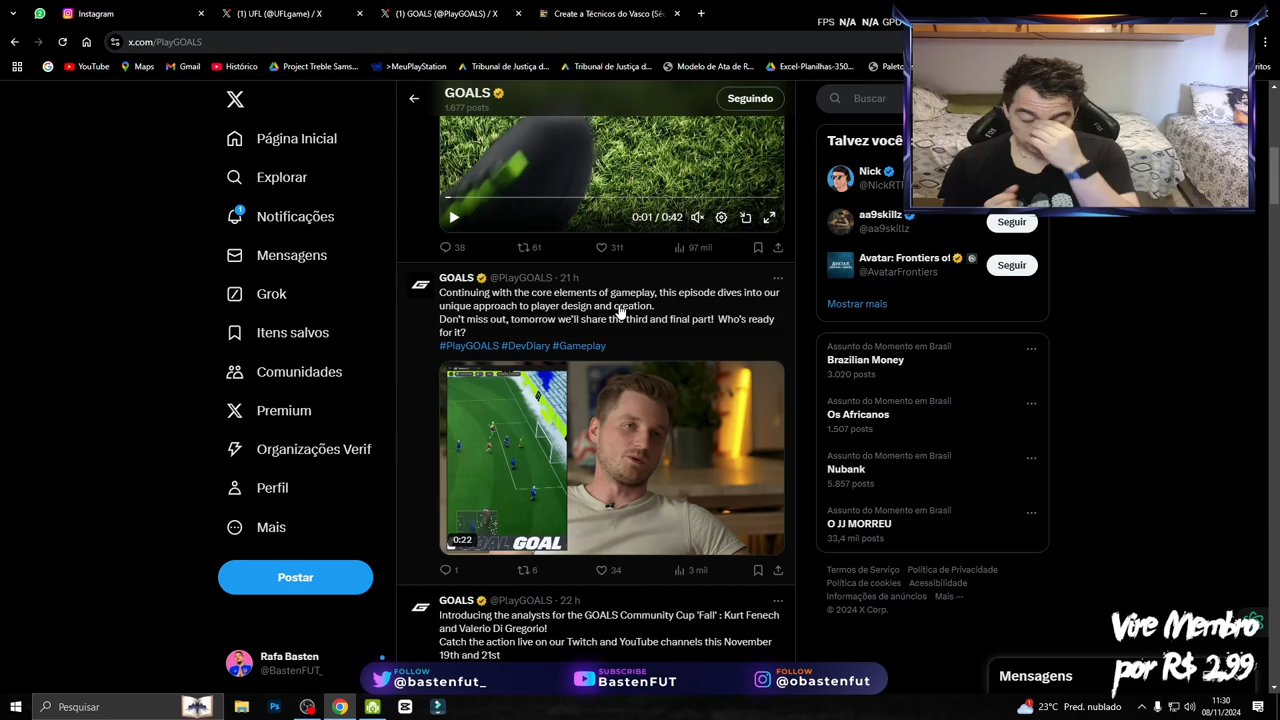 2
Instagram
UFL (@UFLgame) / X
(1) GOALS (@PlayGOALS) / X
Create a Técnicos do Vasco (Séc
FPS N/A N/A GPU
x.com/PlayGOALS
YouTube
Maps
Gmail
Histórico
Project Treble Sams...
>MeuPlayStation
Tribunal de Justiça d...
Tribunal de Justiça d...
Modelo de Ata de R...
Excel-Planilhas-350...
GOALS
1.677 posts
Seguindo
Buscar
Página Inicial
Explorar
1
Notificações
Mensagens
Grok
Itens salvos
Comunidades
Premium
Organizações Verif
Perfil
Mais
Postar
Rafa Basten
@BastenFUT_
0:01 / 0:42
38
61
311
97 mil
GOALS @PlayGOALS · 21 h
Continuing with the core elements of gameplay, this episode dives into our
unique approach to player design and creation.
Don't miss out, tomorrow we'll share the third and final part! Who's ready
for it?
#PlayGOALS #DevDiary #Gameplay
GOAL
0:22
1
6
34
3 mil
GOALS @PlayGOALS · 22 h
Introducing the analysts for the GOALS Community Cup 'Fall' : Kurt Fenech
and Valerio Di Gregorio!
Catch the action live on our Twitch and YouTube channels this November
19th and 21st
Talvez você
Nick
@NickRT
aa9skillz
@aa9skillz
Seguir
Avatar: Frontiers of
@AvatarFrontiers
Seguir
Mostrar mais
Assunto do Momento em Brasil
Brazilian Money
3.020 posts
Assunto do Momento em Brasil
Os Africanos
1.507 posts
Assunto do Momento em Brasil
Nubank
5.857 posts
Assunto do Momento em Brasil
O JJ MORREU
33,4 mil posts
Termos de Serviço Política de Privacidade
Política de cookies Acessibilidade
Informações de anúncios Mais ···
© 2024 X Corp.
Vire Membro
por R$ 2,99
Mensagens
FOLLOW
@bastenfut_
SUBSCRIBE
BastenFUT
FOLLOW
@obastenfut
Pesquisar
1
23°C Pred. nublado
11:30
08/11/2024